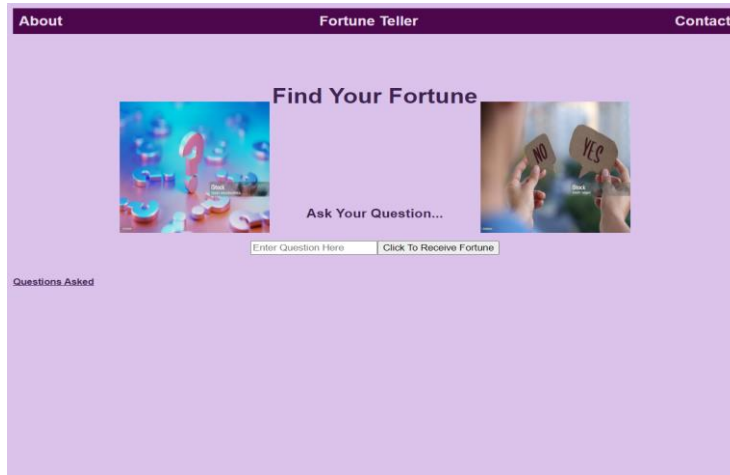 About Fortune Teller Contact
Find Your Fortune
NO YES
Ask Your Question...
Enter Question Here Click To Receive Fortune
Questions Asked